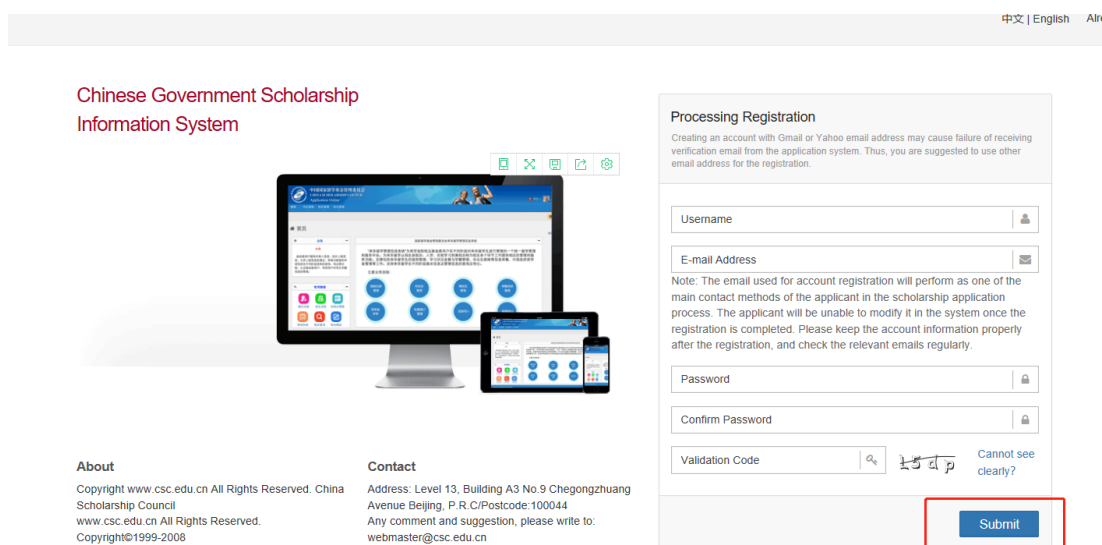 中文 | English
Chinese Government Scholarship
Information System
Processing Registration
Creating an account with Gmail or Yahoo email address may cause failure of receiving
verification email from the application system. Thus, you are suggested to use other
email address for the registration.
Username
E-mail Address
Note: The email used for account registration will perform as one of the
main contact methods of the applicant in the scholarship application
process. The applicant will be unable to modify it in the system once the
registration is completed. Please keep the account information properly
after the registration, and check the relevant emails regularly.
Password
Confirm Password
Validation Code
Cannot see
clearly?
Submit
About
Copyright www.csc.edu.cn All Rights Reserved. China
Scholarship Council
www.csc.edu.cn All Rights Reserved.
Copyright©1999-2008
Contact
Address: Level 13, Building A3 No.9 Chegongzhuang
Avenue Beijing, P.R.C/Postcode:100044
Any comment and suggestion, please write to:
webmaster@csc.edu.cn